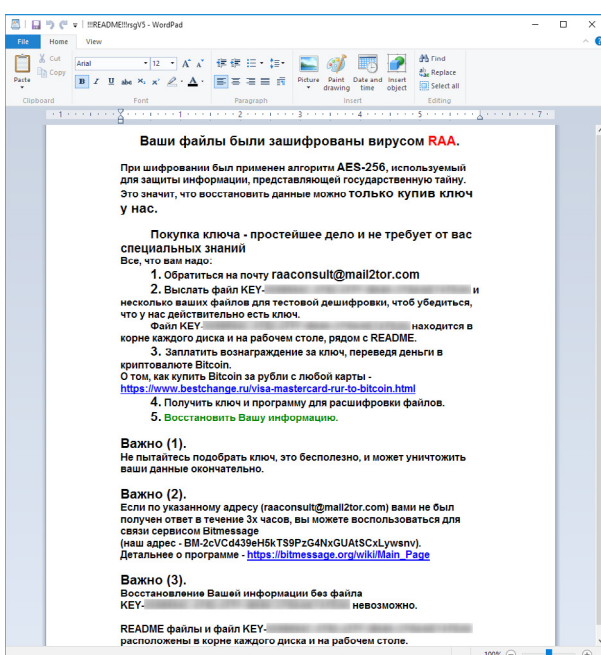 !!!README!!!rsgV5 - WordPad
File Home View
Cut
Copy
Paste
Clipboard
Arial 12
Font
Paragraph
Picture Paint drawing Date and time Insert object
Insert
Find
Replace
Select all
Editing
1 1 2 3 4 5 7
Ваши файлы были зашифрованы вирусом RAA.
При шифровании был применен алгоритм AES-256, используемый
для защиты информации, представляющей государственную тайну.
Это значит, что восстановить данные можно только купив ключ
у нас.
Покупка ключа - простейшее дело и не требует от вас
специальных знаний
Все, что вам надо:
1. Обратиться на почту raaconsult@mail2tor.com
2. Выслать файл KEY- и
несколько ваших файлов для тестовой дешифровки, чтоб убедиться,
что у нас действительно есть ключ.
Файл KEY- находится в
корне каждого диска и на рабочем столе, рядом с README.
3. Заплатить вознаграждение за ключ, переведя деньги в
криптовалюте Bitcoin.
О том, как купить Bitcoin за рубли с любой карты -
https://www.bestchange.ru/visa-mastercard-rur-to-bitcoin.html
4. Получить ключ и программу для расшифровки файлов.
5. Восстановить Вашу информацию.
Важно (1).
Не пытайтесь подобрать ключ, это бесполезно, и может уничтожить
ваши данные окончательно.
Важно (2).
Если по указанному адресу (raaconsult@mail2tor.com) вами не был
получен ответ в течение 3х часов, вы можете воспользоваться для
связи сервисом Bitmessage
(наш адрес - BM-2cVCd439eH5kTS9PzG4NxGUAtSCxLywsnv).
Детальнее о программе - https://bitmessage.org/wiki/Main_Page
Важно (3).
Восстановление Вашей информации без файла
KEY- невозможно.
README файлы и файл KEY-
расположены в корне каждого диска и на рабочем столе.
100%